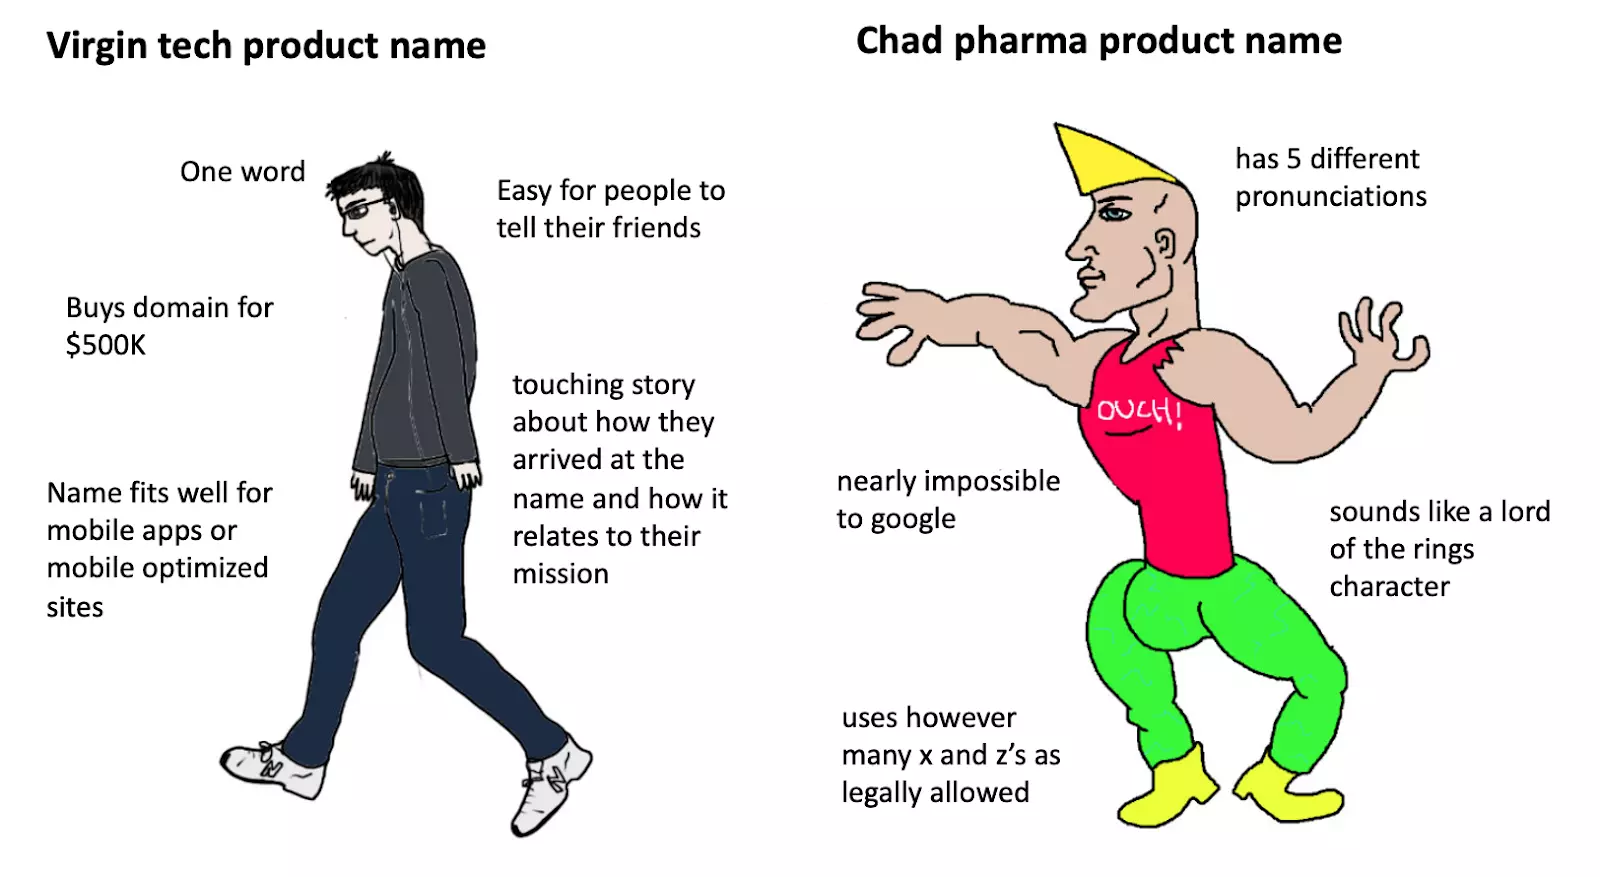 Virgin tech product name
One word
Easy for people to
tell their friends
Buys domain for
$500K
touching story
about how they
arrived at the
name and how it
relates to their
mission
Name fits well for
mobile apps or
mobile optimized
sites
Chad pharma product name
has 5 different
pronunciations
OUCH!
nearly impossible
to google
sounds like a lord
of the rings
character
uses however
many x and z's as
legally allowed